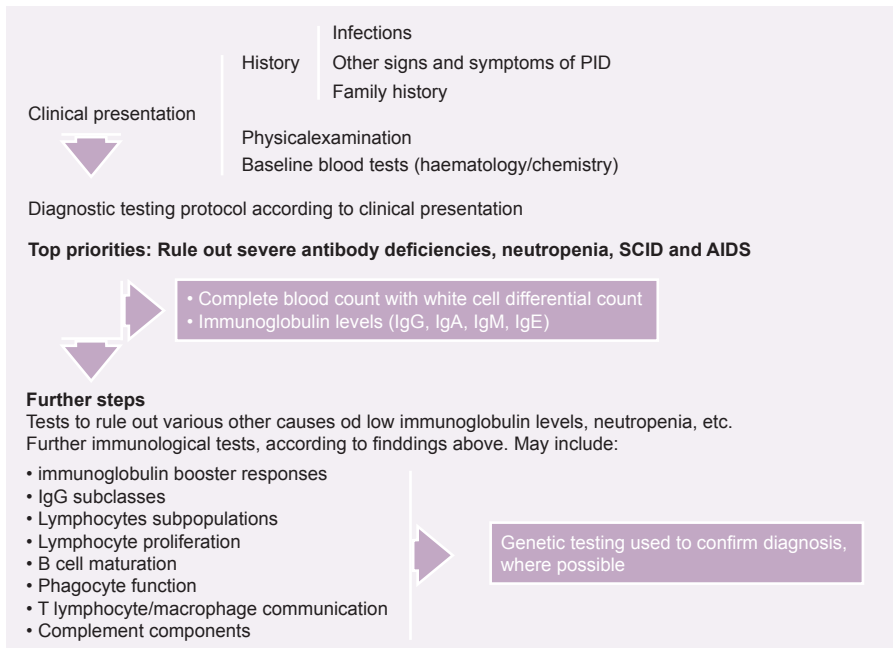 Infections
History
Other signs and symptoms of PID
Family history
Clinical presentation
Physicalexamination
Baseline blood tests (haematology/chemistry)
Diagnostic testing protocol according to clinical presentation
Top priorities: Rule out severe antibody deficiencies, neutropenia, SCID and AIDS
• Complete blood count with white cell differential count
• Immunoglobulin levels (IgG, IgA, IgM, IgE)
Further steps
Tests to rule out various other causes od low immunoglobulin levels, neutropenia, etc.
Further immunological tests, according to finddings above. May include:
• immunoglobulin booster responses
• IgG subclasses
• Lymphocytes subpopulations
• Lymphocyte proliferation
• B cell maturation
• Phagocyte function
• T lymphocyte/macrophage communication
• Complement components
Genetic testing used to confirm diagnosis,
where possible